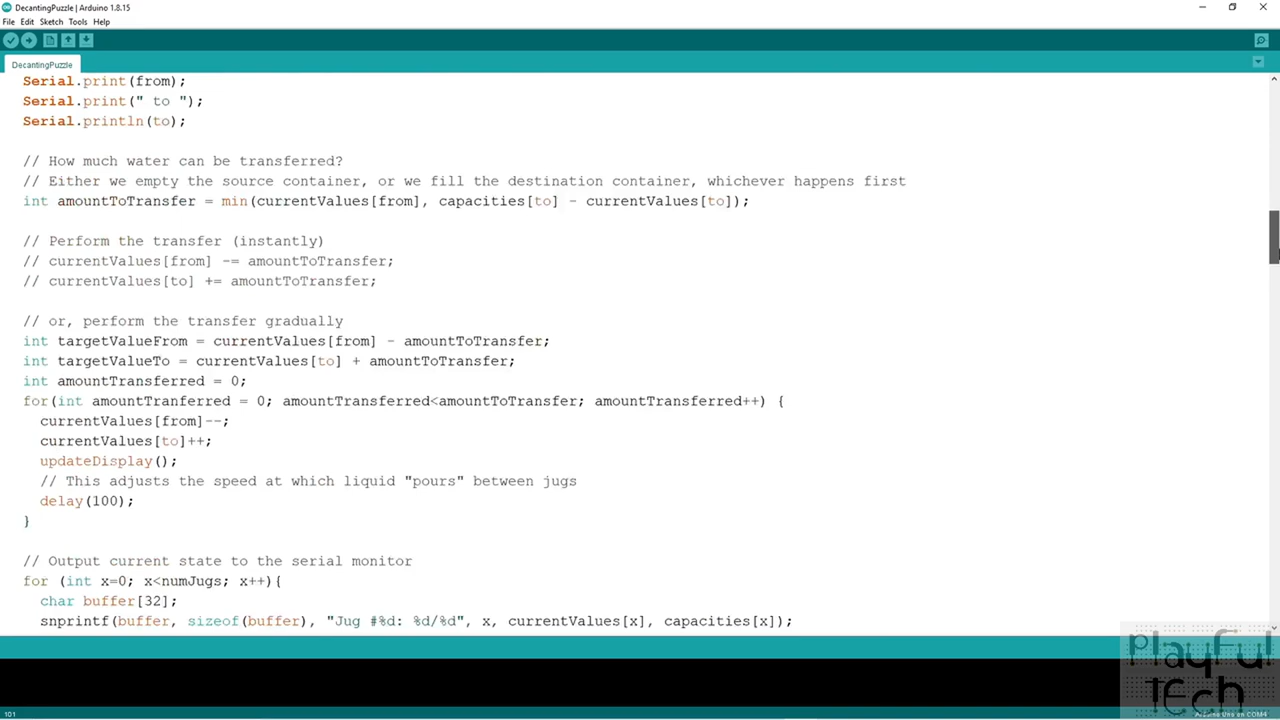 DecantingPuzzle | Arduino 1.8.15
File Edit Sketch Tools Help
DecantingPuzzle
Serial.print(from);
Serial.print(" to ");
Serial.println(to);
// How much water can be transferred?
// Either we empty the source container, or we fill the destination container, whichever happens first
int amountToTransfer = min(currentValues[from], capacities[to] - currentValues[to]);
// Perform the transfer (instantly)
// currentValues[from] -= amountToTransfer;
// currentValues[to] += amountToTransfer;
// or, perform the transfer gradually
int targetValueFrom = currentValues[from] - amountToTransfer;
int targetValueTo = currentValues[to] + amountToTransfer;
int amountTransferred = 0;
for(int amountTranferred = 0; amountTransferred<amountToTransfer; amountTransferred++) {
currentValues[from]--;
currentValues[to]++;
updateDisplay();
// This adjusts the speed at which liquid "pours" between jugs
delay(100);
}
// Output current state to the serial monitor
for (int x=0; x<numJugs; x++){
char buffer[32];
snprintf(buffer, sizeof(buffer), "Jug #%d: %d/%d", x, currentValues[x], capacities[x]);
Playful
Tech
101
Arduino Uno on COM4